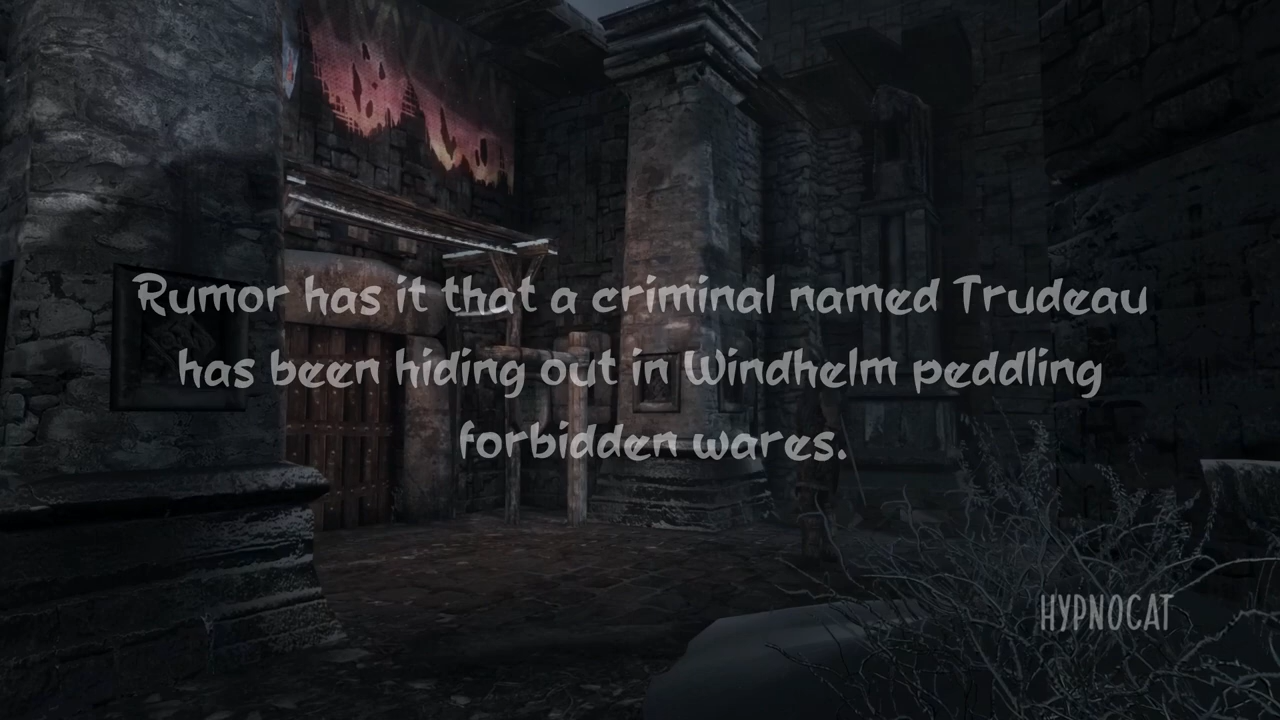 Rumor has it that a criminal named Trudeau
has been hiding out in Windhelm peddling
forbidden wares.
HYPNOCAT